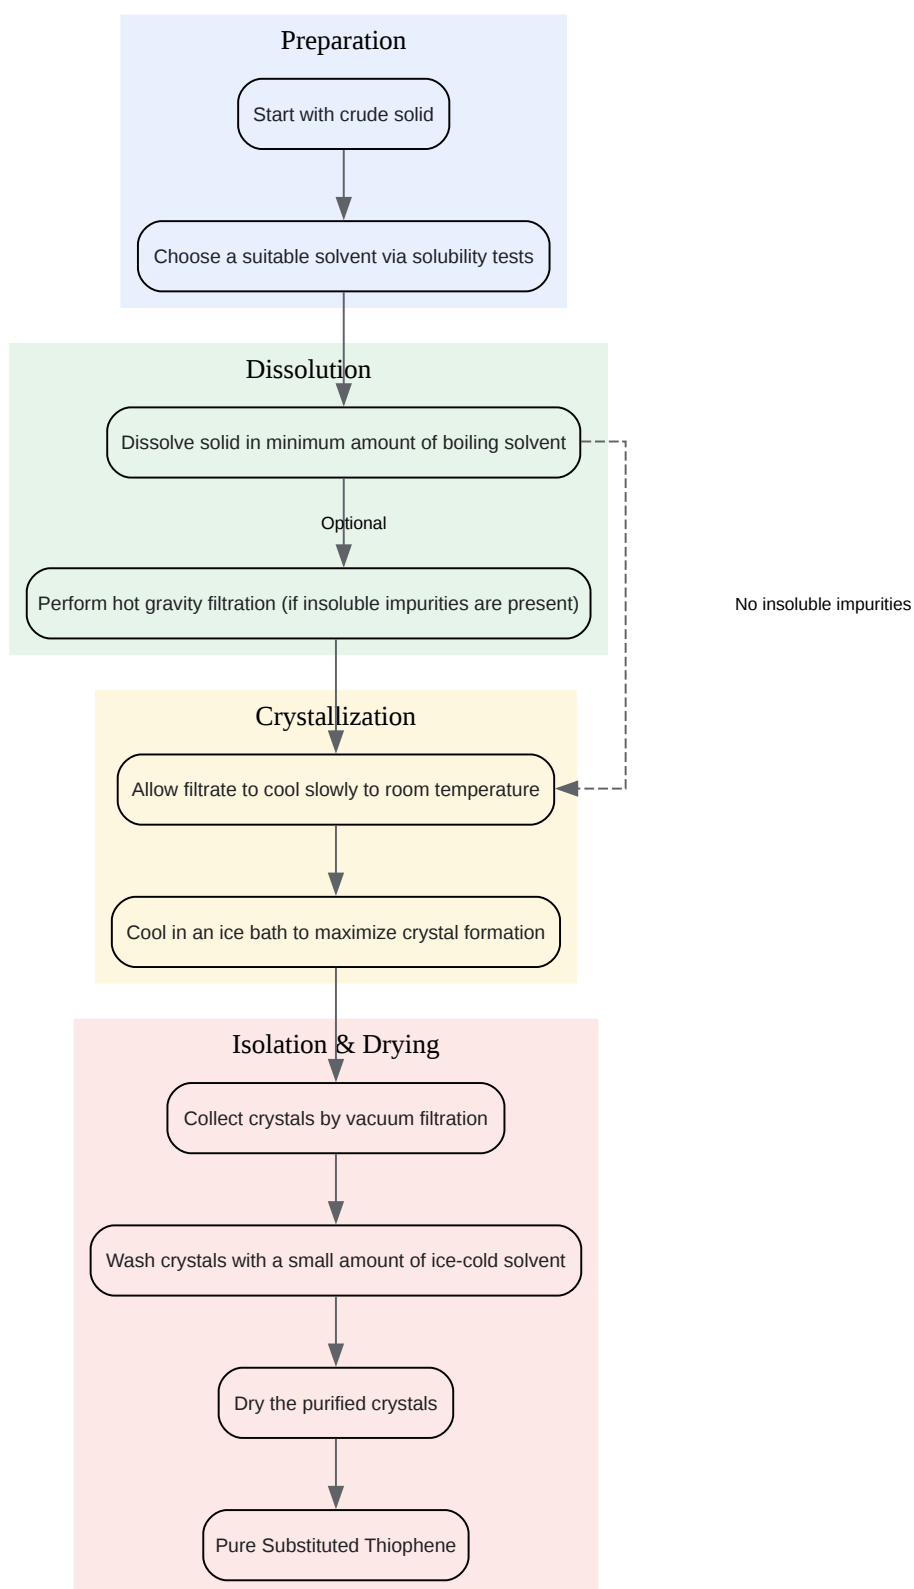 Preparation
Start with crude solid
Choose a suitable solvent via solubility tests
Dissolution
Dissolve solid in minimum amount of boiling solvent
Optional
Perform hot gravity filtration (if insoluble impurities are present)
No insoluble impurities
Crystallization
Allow filtrate to cool slowly to room temperature
Cool in an ice bath to maximize crystal formation
Isolation & Drying
Collect crystals by vacuum filtration
Wash crystals with a small amount of ice-cold solvent
Dry the purified crystals
Pure Substituted Thiophene